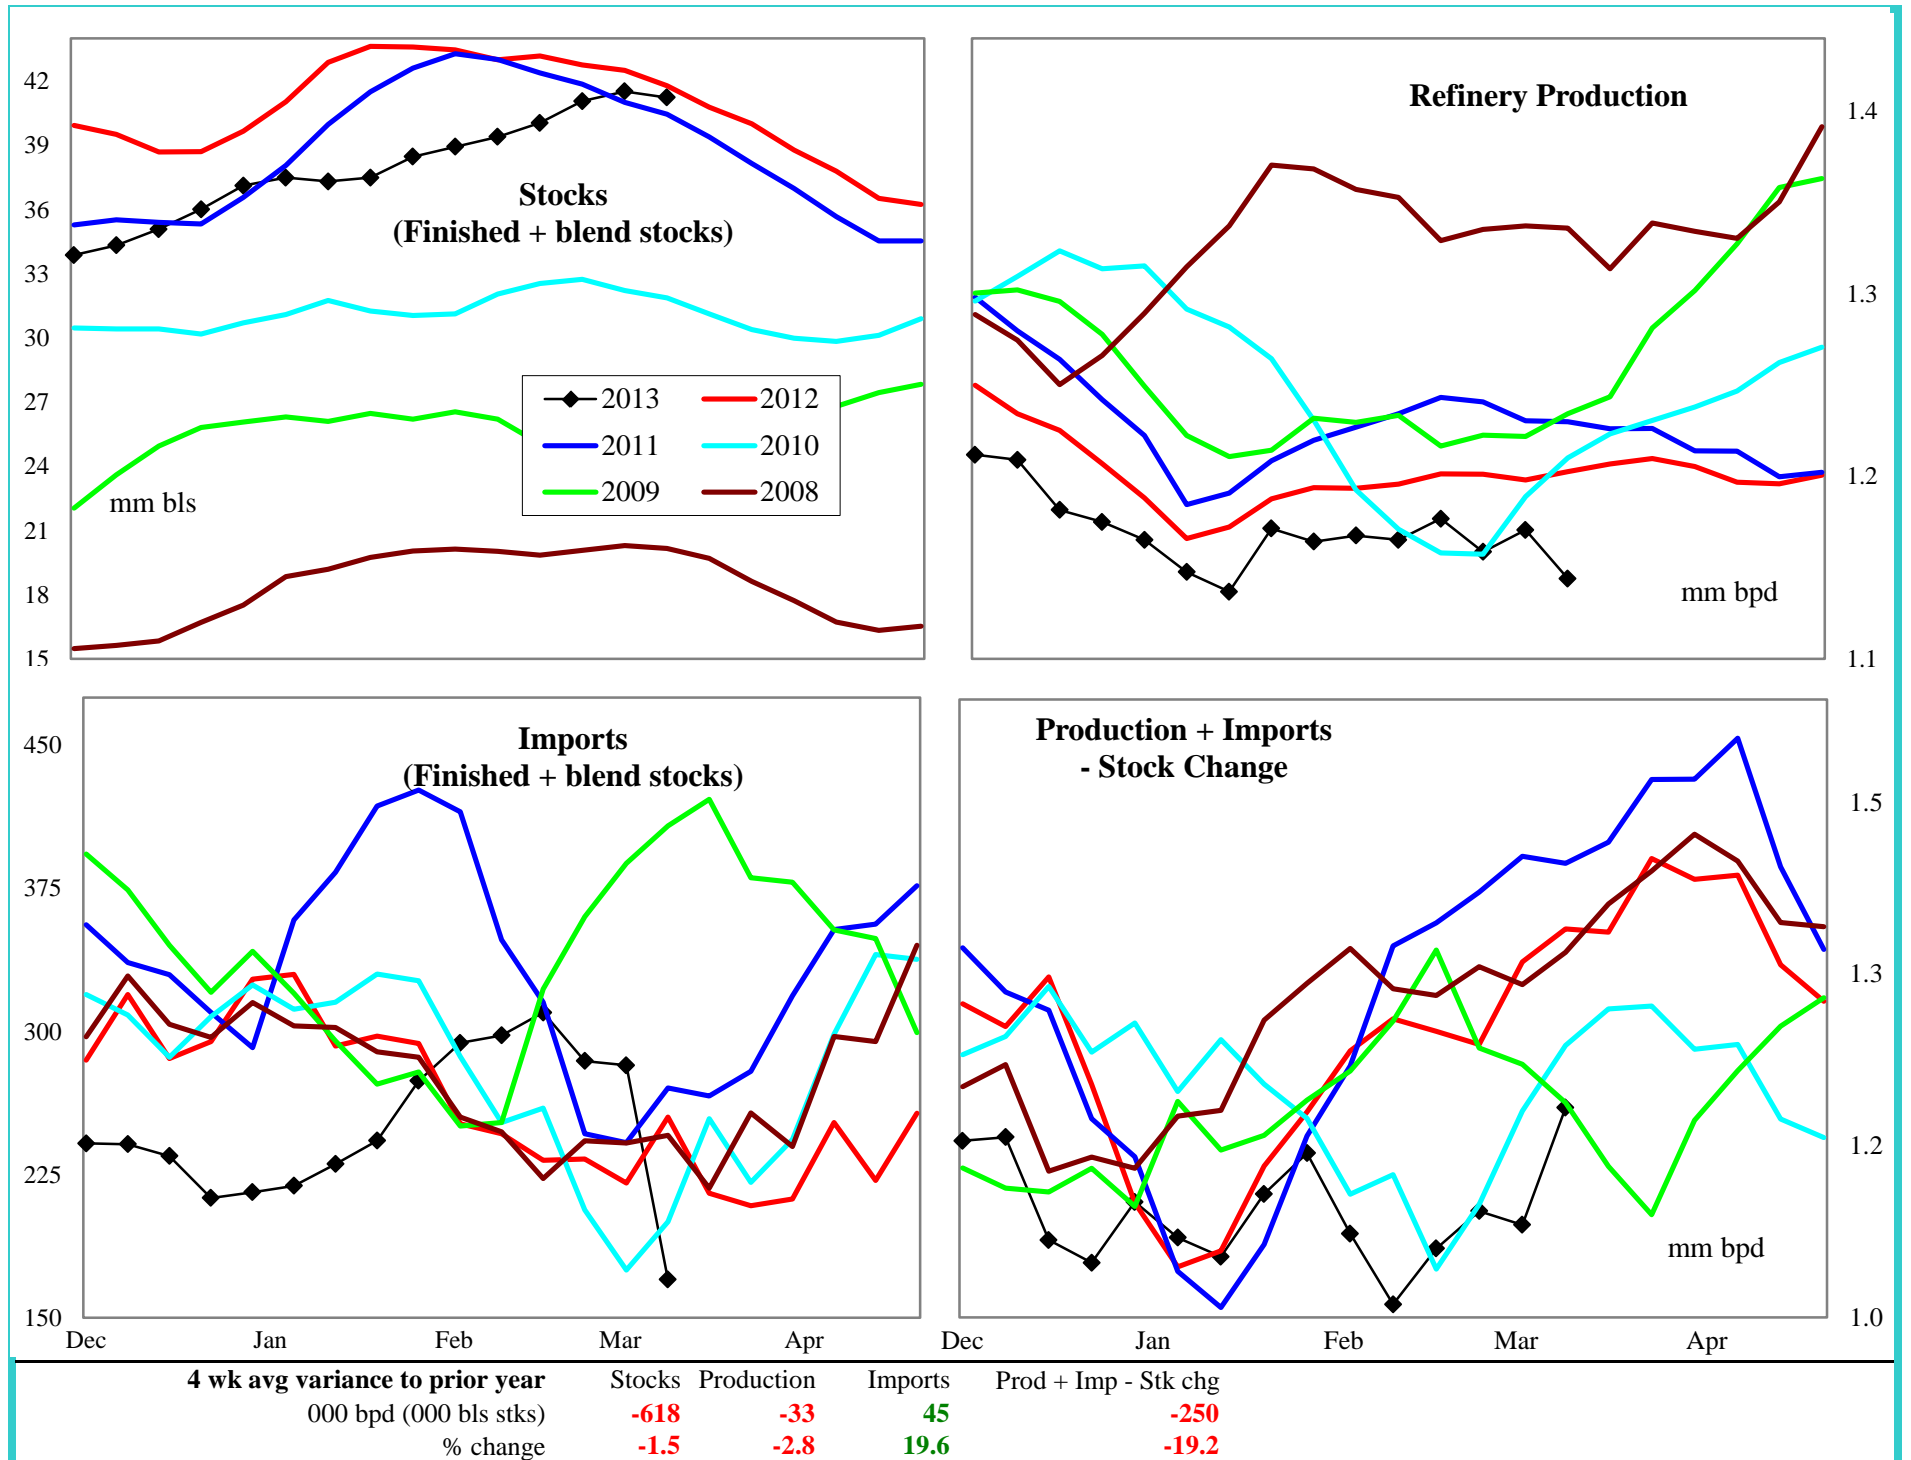 42
39
36
33
30
27
24
21
18
15
Stocks
(Finished + blend stocks)
2013 2012
2011 2010
2009 2008
mm bls
Refinery Production
1.4
1.3
1.2
1.1
mm bpd
450
375
300
225
150
Imports
(Finished + blend stocks)
Dec Jan Feb Mar Apr
Production + Imports
- Stock Change
1.5
1.3
1.2
1.0
mm bpd
Dec Jan Feb Mar Apr
4 wk avg variance to prior year Stocks Production Imports Prod + Imp - Stk chg
000 bpd (000 bls stks) -618 -33 45 -250
% change -1.5 -2.8 19.6 -19.2